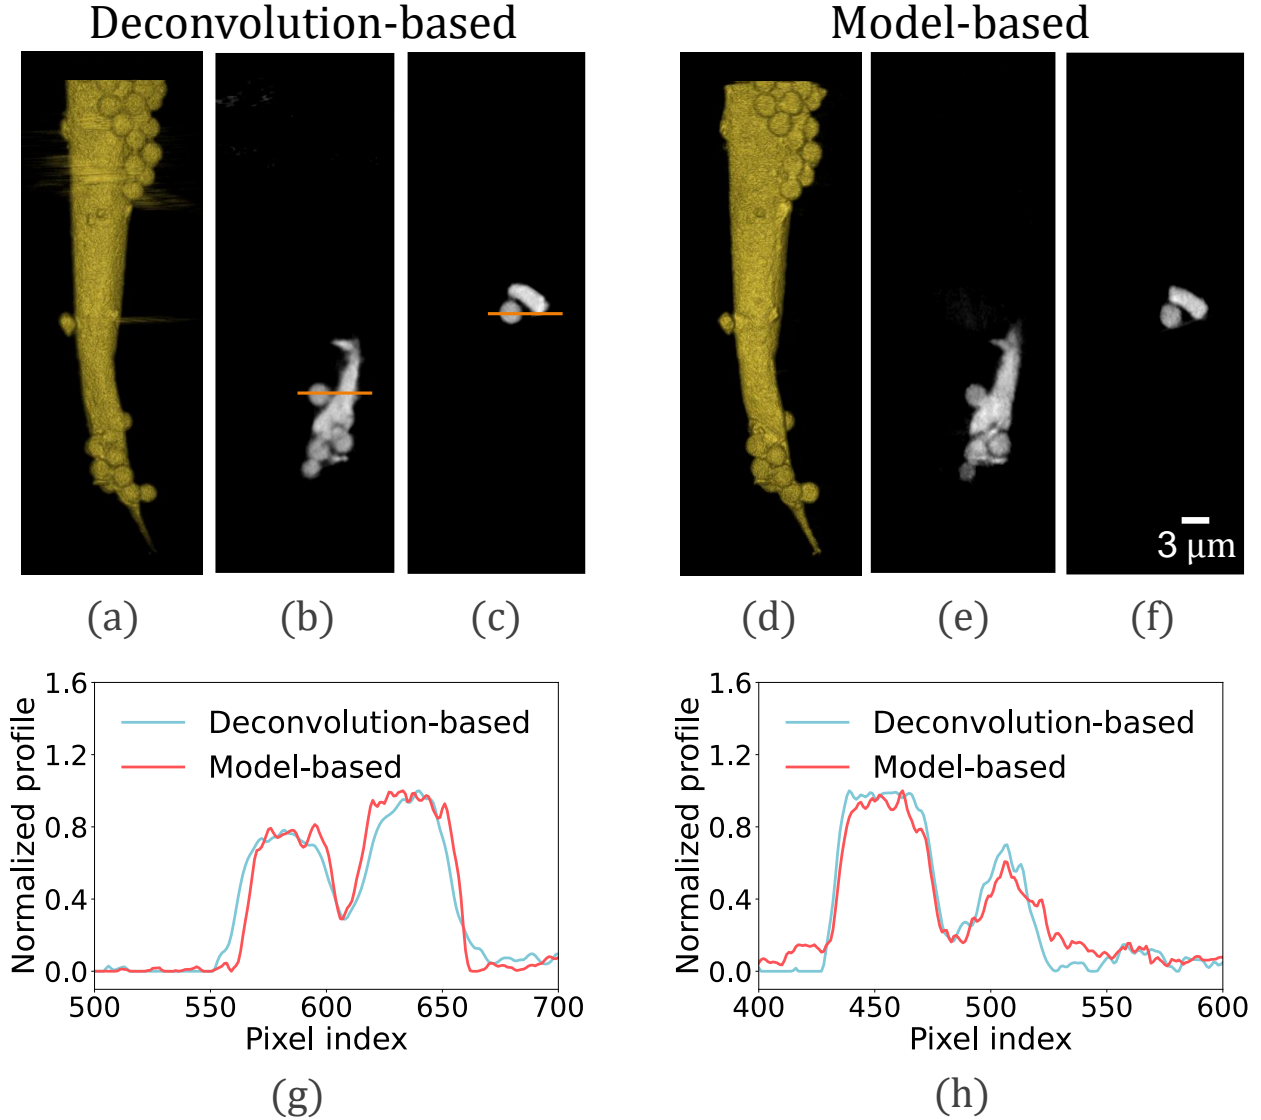 Deconvolution-based Model-based
3 μm
(a) (b) (c) (d) (e) (f)
1.6
1.2
0.8
0.4
0.0
500 550 600 650 700
Normalized profile
Pixel index
Deconvolution-based
Model-based
(g)
1.6
1.2
0.8
0.4
0.0
400 450 500 550 600
Normalized profile
Pixel index
Deconvolution-based
Model-based
(h)